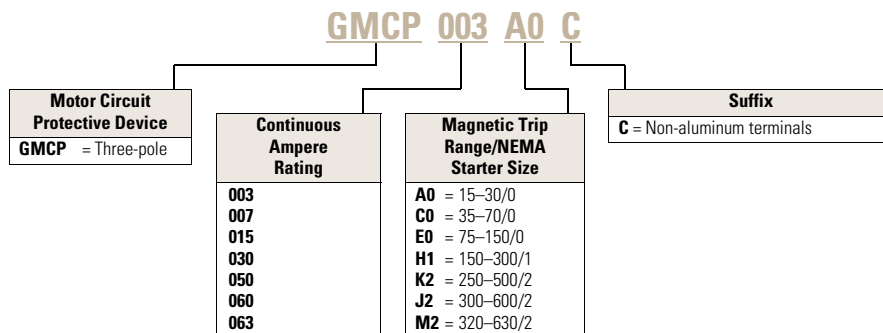 GMCP 003 A0 C
Motor Circuit
Protective Device
GMCP = Three-pole
Continuous
Ampere
Rating
003
007
015
030
050
060
063
Magnetic Trip
Range/NEMA
Starter Size
A0 = 15–30/0
C0 = 35–70/0
E0 = 75–150/0
H1 = 150–300/1
K2 = 250–500/2
J2 = 300–600/2
M2 = 320–630/2
Suffix
C = Non-aluminum terminals